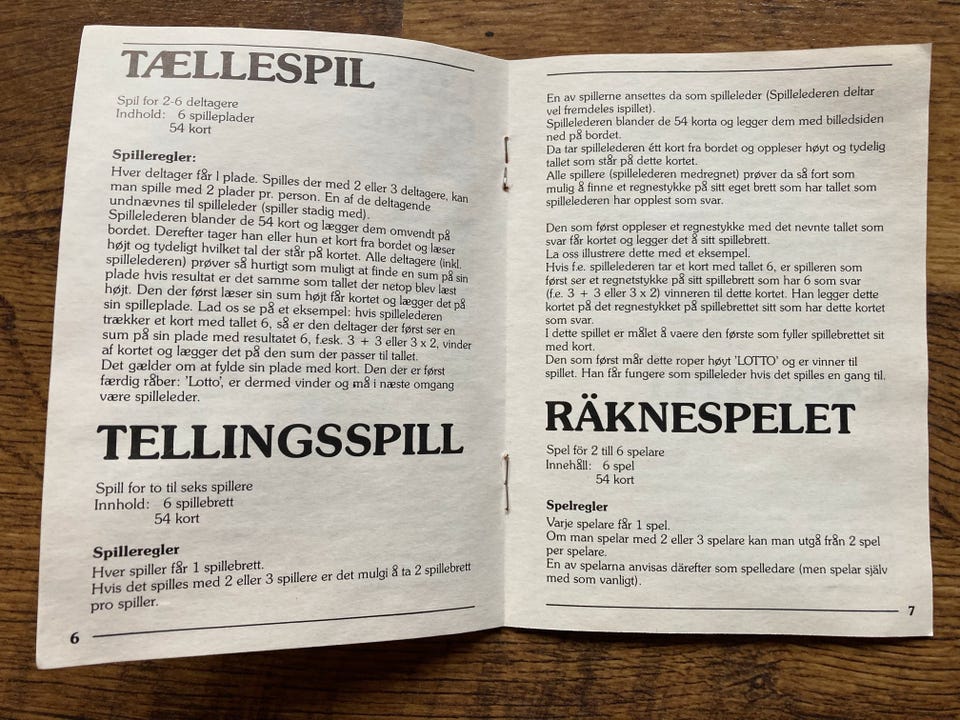 TÆLLESPIL
Spil for 2-6 deltagere
Indhold: 6 spilleplader
54 kort
Spilleregler:
Hver deltager får 1 plade. Spilles der med 2 eller 3 deltagere, kan
man spille med 2 plader pr. person. En af de deltagende
undnævnes til spilleleder (spiller stadig med).
Spillelederen blander de 54 kort og lægger dem omvendt på
bordet. Derefter tager han eller hun et kort fra bordet og læser
højt og tydeligt hvilket tal der står på kortet. Alle deltagere (inkl.
spillelederen) prøver så hurtigt som muligt at finde en sum på sin
plade hvis resultat er det samme som tallet der netop blev læst
højt. Den der først læser sin sum højt får kortet og lægger det på
sin spilleplade. Lad os se på et eksempel: hvis spillelederen
trækker et kort med tallet 6, så er den deltager der først ser en
sum på sin plade med resultatet 6, f.esk. 3 + 3 eller 3 x 2, vinder
af kortet og lægger det på den sum der passer til tallet.
Det gælder om at fylde sin plade med kort. Den der er først
færdig råber: 'Lotto', er dermed vinder og må i næste omgang
være spilleleder.
TELLINGSSPILL
Spill for to til seks spillere
Innhold: 6 spillebrett
54 kort
Spilleregler
Hver spiller får 1 spillebrett.
Hvis det spilles med 2 eller 3 spillere er det mulgi å ta 2 spillebrett
pro spiller.
6
En av spillerne ansettes da som spilleleder (Spillelederen deltar
vel fremdeles ispillet).
Spillelederen blander de 54 korta og legger dem med billedsiden
ned på bordet.
Da tar spillelederen étt kort fra bordet og oppleser høyt og tydelig
tallet som står på dette kortet.
Alle spillere (spillelederen medregnet) prøver da så fort som
mulig å finne et regnestykke på sitt eget brett som har tallet som
spillelederen har opplest som svar.
Den som først oppleser et regnestykke med det nevnte tallet som
svar får kortet og legger det å sitt spillebrett.
La oss illustrere dette med et eksempel.
Hvis f.e. spillelederen tar et kort med tallet 6, er spilleren som
først ser et regnetstykke på sitt spillebrett som har 6 som svar
(f.e. 3 + 3 eller 3 x 2) vinneren til dette kortet. Han legger dette
kortet på det regnestykket på spillebrettet sitt som har dette kortet
som svar.
I dette spillet er målet å vaere den første som fyller spillebrettet sit
med kort.
Den som først mår dette roper høyt 'LOTTO' og er vinner til
spillet. Han får fungere som spilleleder hvis det spilles en gang til.
RÄKNESPELET
Spel för 2 till 6 spelare
Innehåll: 6 spel
54 kort
Spelregler
Varje spelare får 1 spel.
Om man spelar med 2 eller 3 spelare kan man utgå från 2 spel
per spelare.
En av spelarna anvisas därefter som spelledare (men spelar själv
med som vanligt).
7